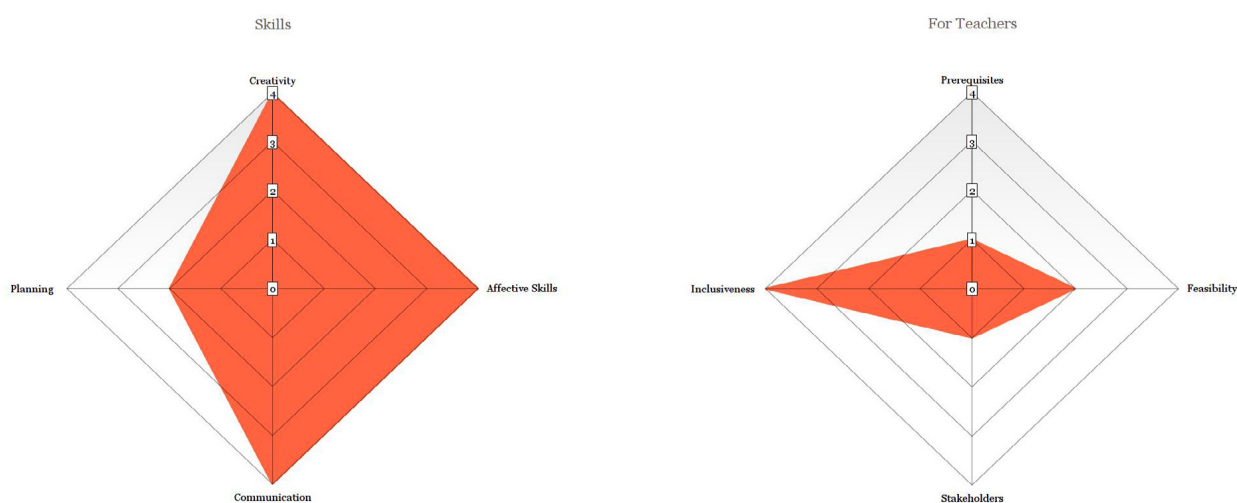 Skills
Creativity
4
3
2
1
0
Planning
Affective Skills
Communication
For Teachers
Prerequisites
4
3
2
1
0
Inclusiveness
Feasibility
Stakeholders